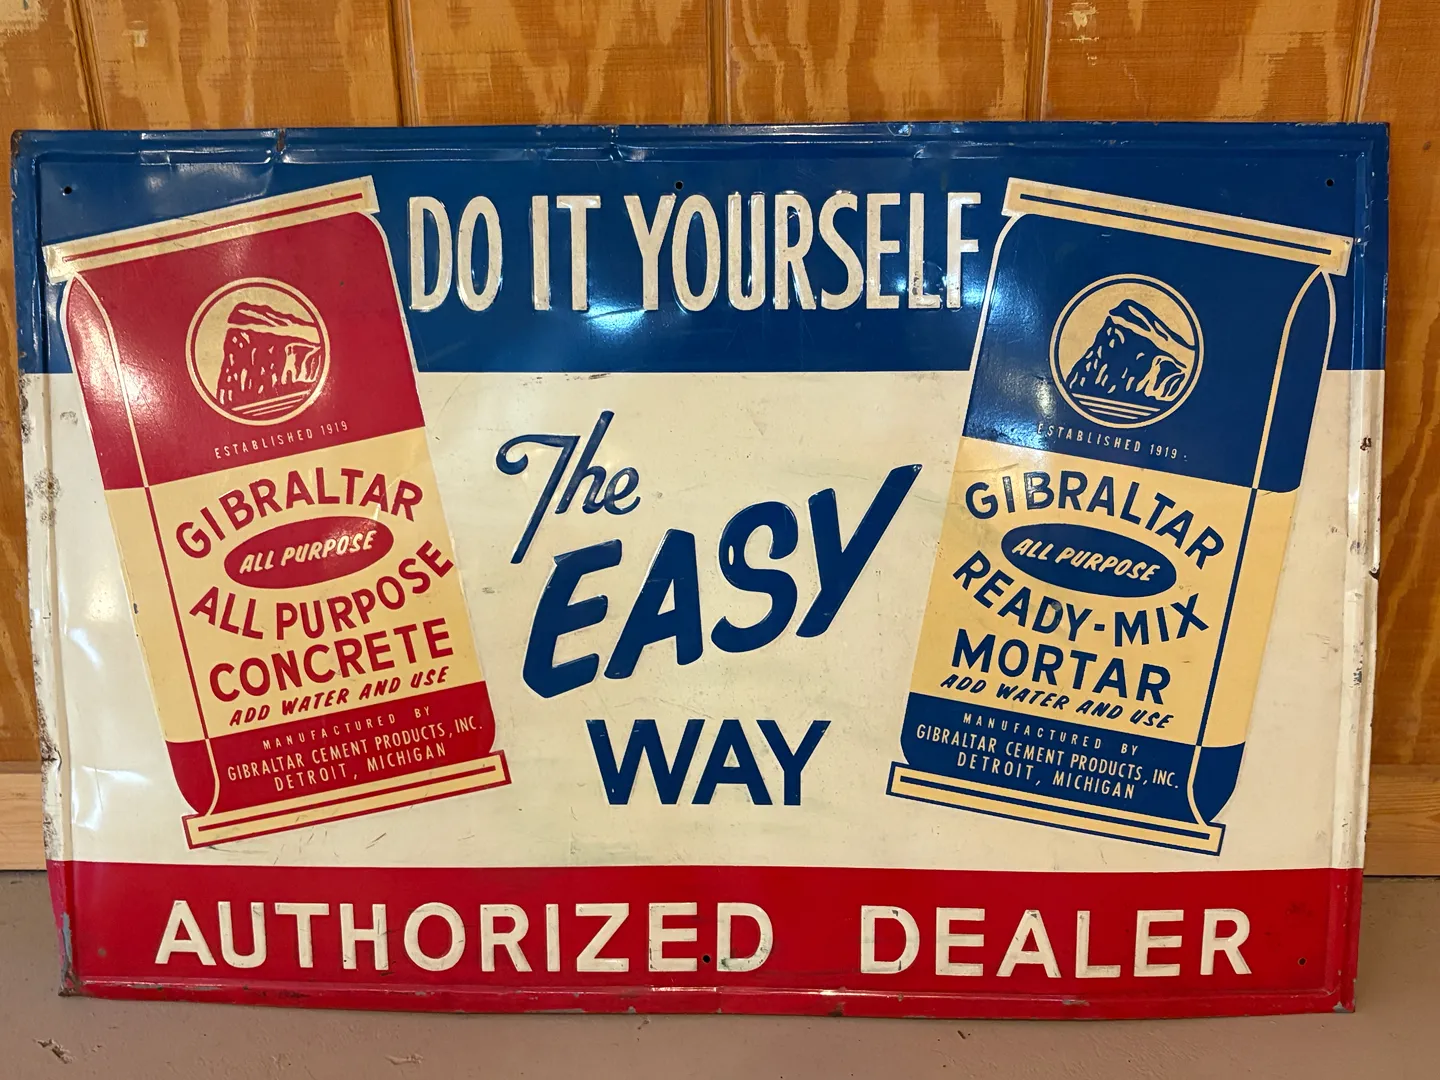 DO IT YOURSELF
The
EASY
WAY
ESTABLISHED 1919
GIBRALTAR
ALL PURPOSE
ALL PURPOSE
CONCRETE
ADD WATER AND USE
MANUFACTURED BY
GIBRALTAR CEMENT PRODUCTS, INC.
DETROIT, MICHIGAN
ESTABLISHED 1919
GIBRALTAR
ALL PURPOSE
READY-MIX
MORTAR
ADD WATER AND USE
MANUFACTURED BY
GIBRALTAR CEMENT PRODUCTS, INC.
DETROIT, MICHIGAN
AUTHORIZED DEALER